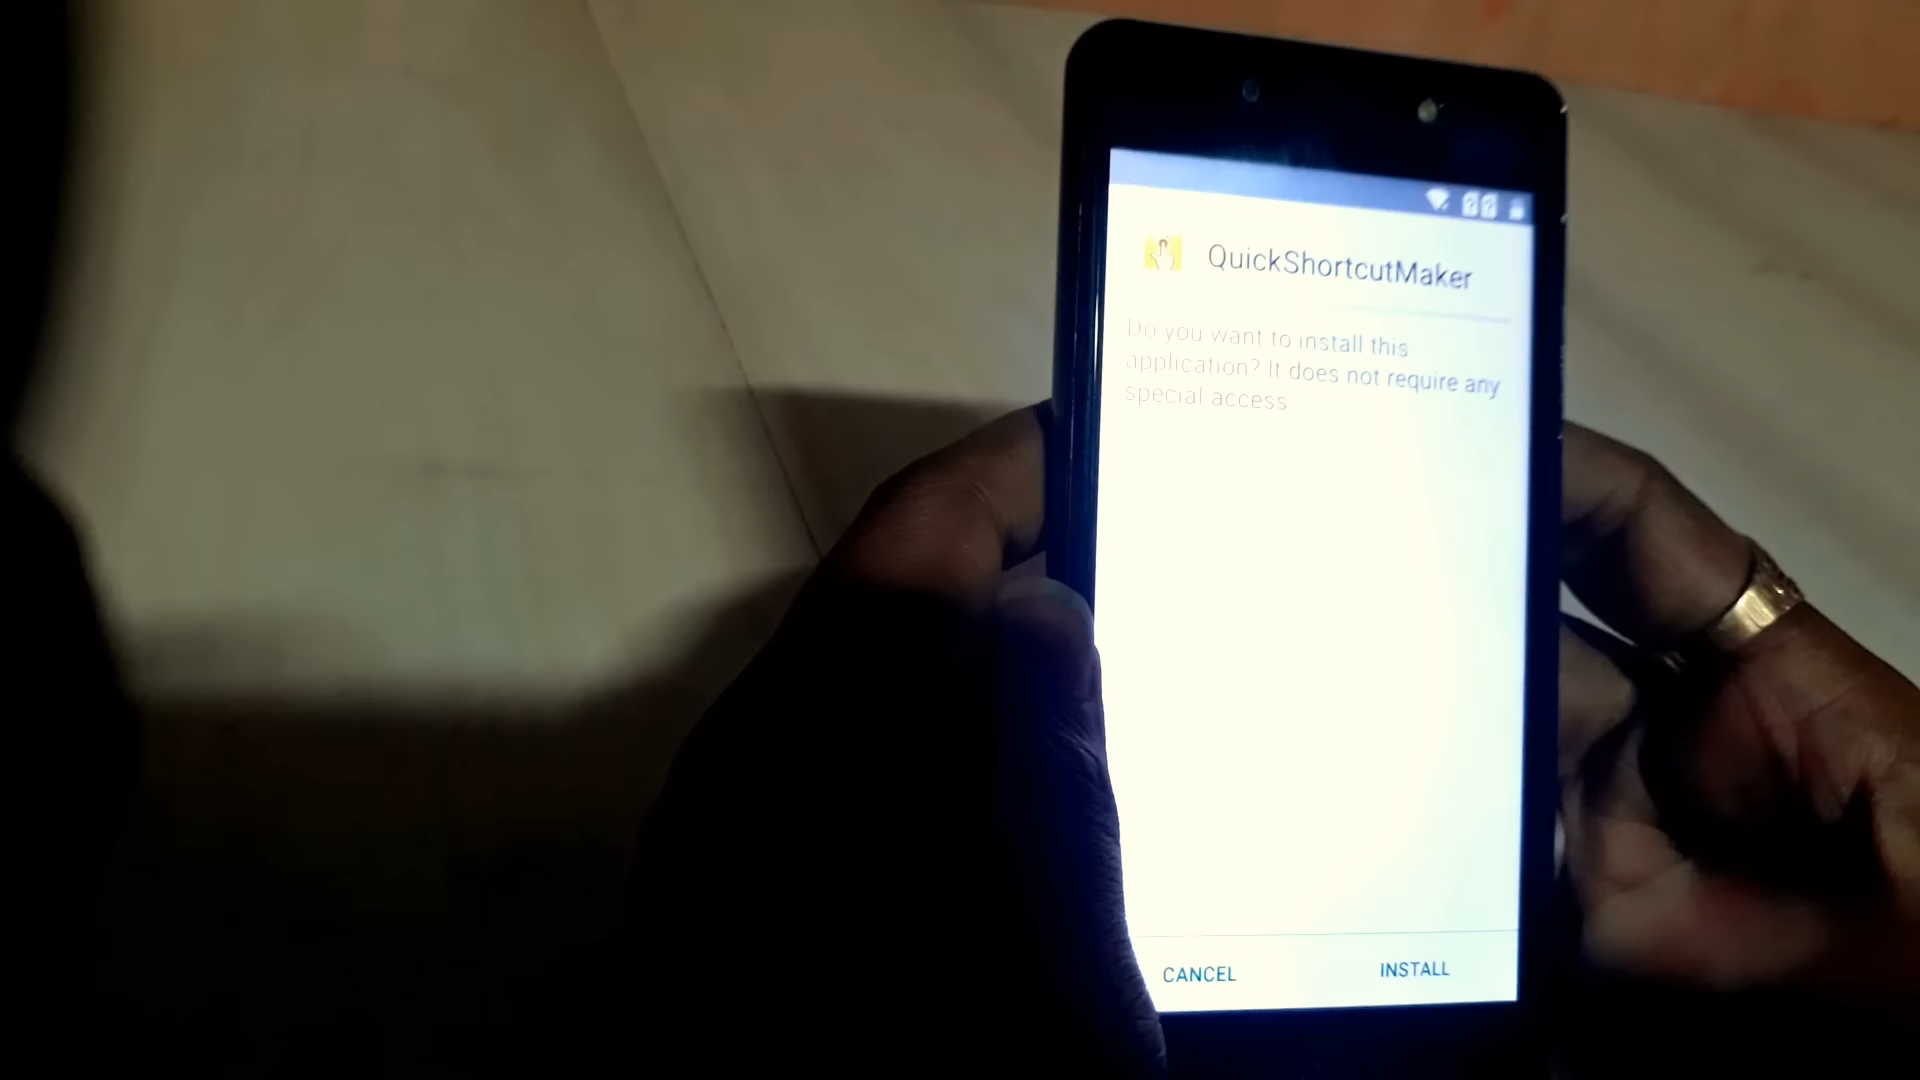 QuickShortcutMaker
Do you want to install this
application? It does not require any
special access
CANCEL
INSTALL